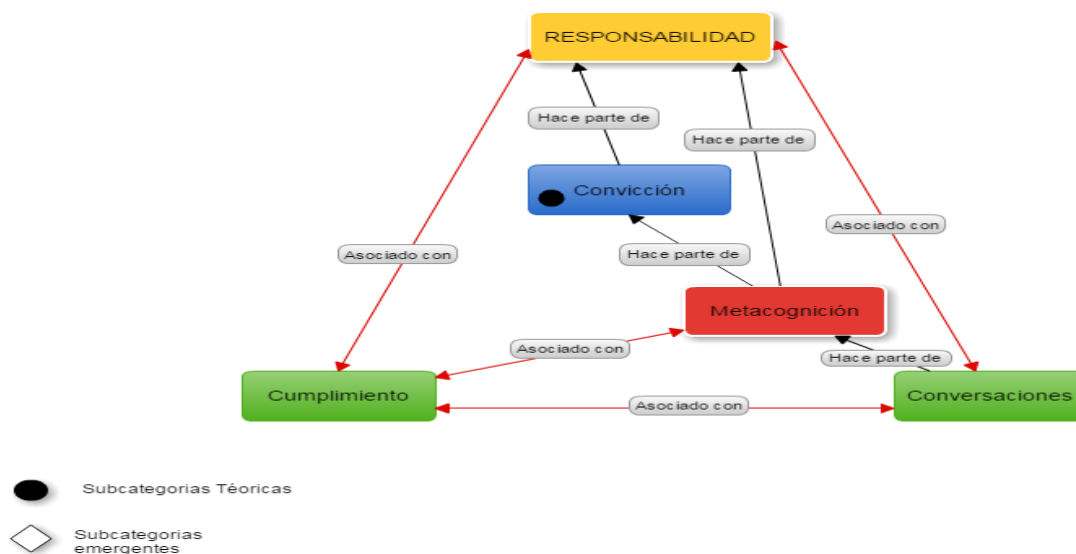 RESPONSABILIDAD
Hace parte de
Hace parte de
Convicción
Asociado con
Asociado con
Hace parte de
Metacognición
Asociado con
Hace parte de
Cumplimiento
Asociado con
Conversaciones
Subcategorias Téoricas
Subcategorias
emergentes